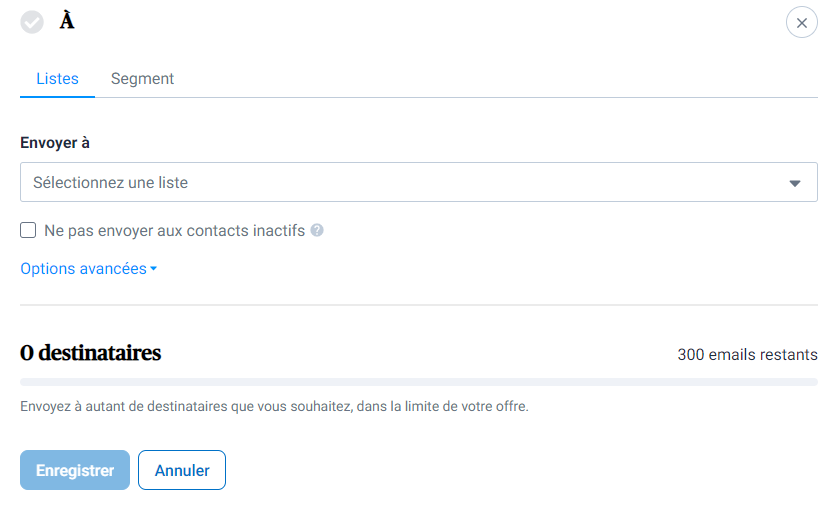 À
Listes Segment
Envoyer à
Sélectionnez une liste
Ne pas envoyer aux contacts inactifs ?
Options avancées
0 destinataires 300 emails restants
Envoyez à autant de destinataires que vous souhaitez, dans la limite de votre offre.
Enregistrer Annuler